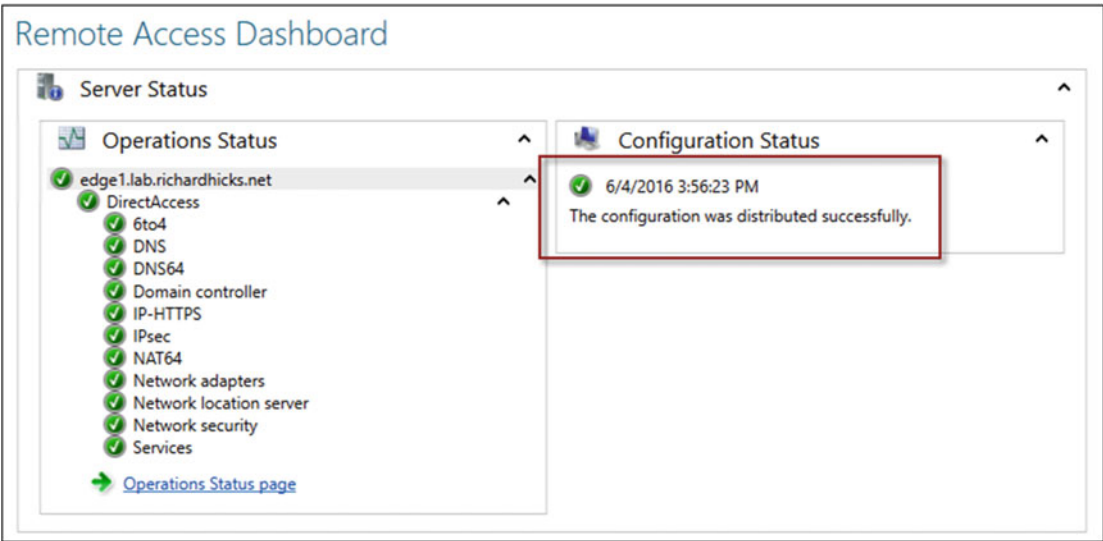 Remote Access Dashboard
Server Status
Operations Status
edge1.lab.richardhicks.net
DirectAccess
6to4
DNS
DNS64
Domain controller
IP-HTTPS
IPsec
NAT64
Network adapters
Network location server
Network security
Services
Operations Status page
Configuration Status
6/4/2016 3:56:23 PM
The configuration was distributed successfully.